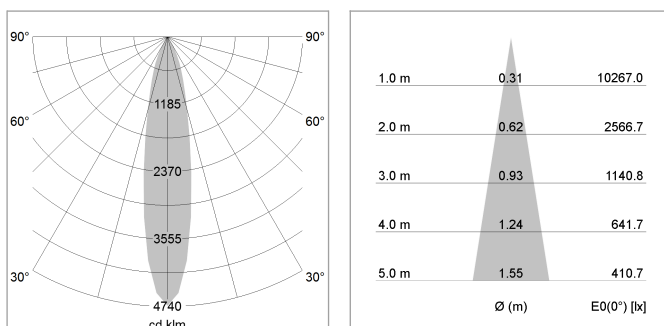 90° 90°
1185
60° 60°
2370
3555
30° 30°
4740
cd klm
1.0 m 0.31 10267.0
2.0 m 0.62 2566.7
3.0 m 0.93 1140.8
4.0 m 1.24 641.7
5.0 m 1.55 410.7
Ø (m) E0(0°) [lx]